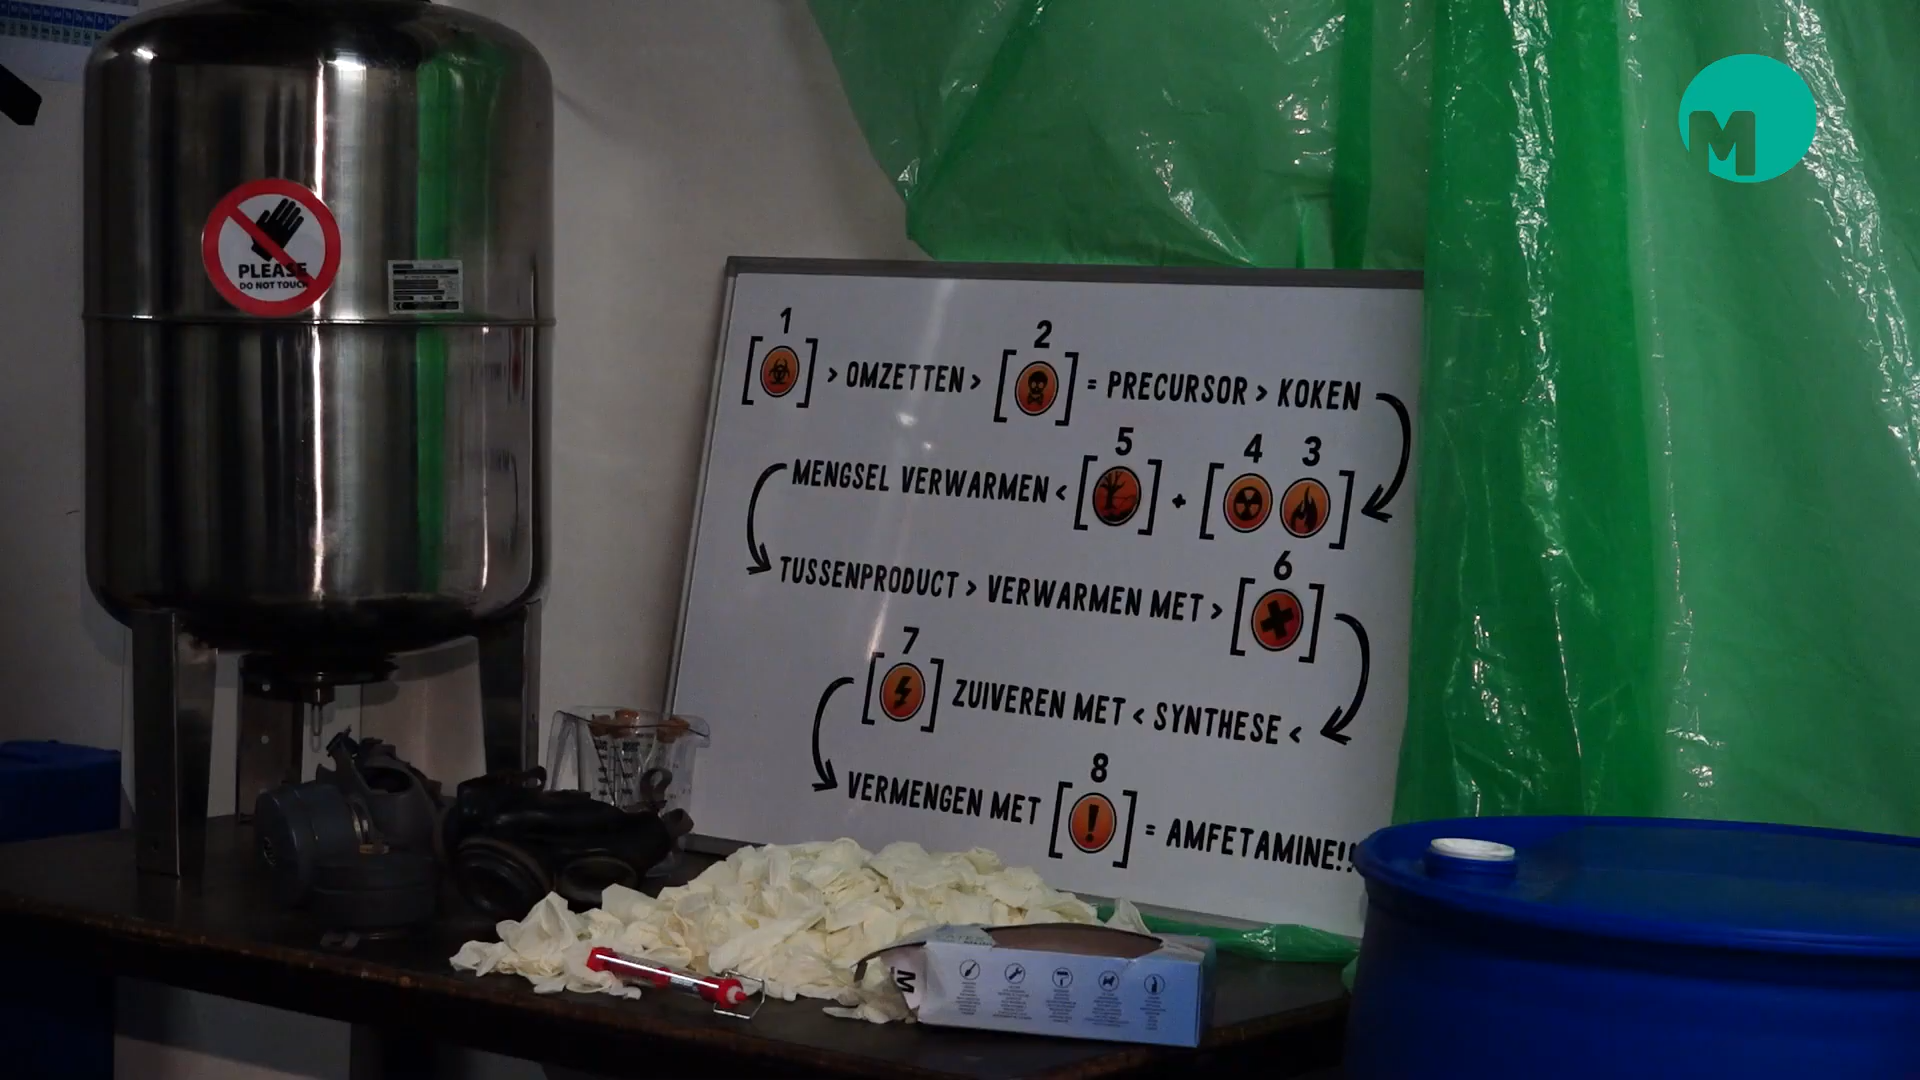 M
PLEASE
DO NOT TOUCH
1 2
[ ] > OMZETTEN > [ ] = PRECURSOR > KOKEN
5 4 3
MENGSEL VERWARMEN < [ ] + [ ]
6
TUSSENPRODUCT > VERWARMEN MET > [ ]
7
[ ] ZUIVEREN MET < SYNTHESE <
8
VERMENGEN MET [ ] = AMFETAMINE!!
M